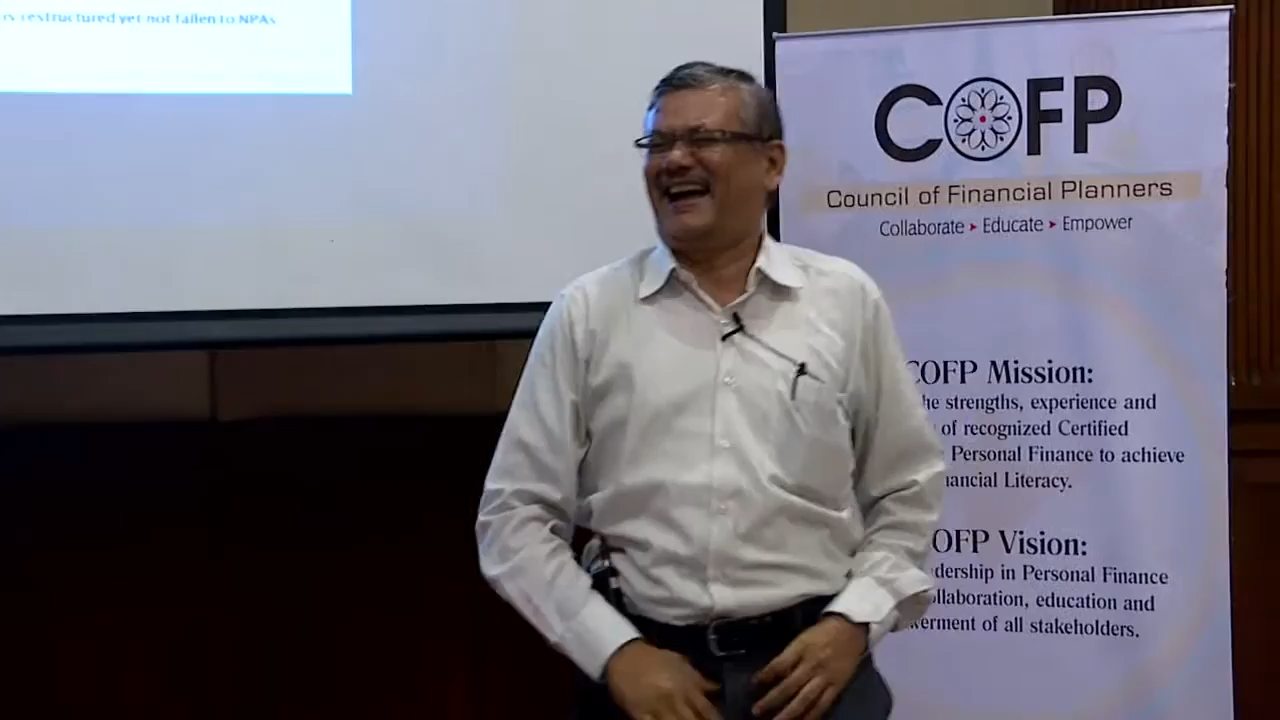 is restructured yet not fallen to NPAs
COFP
Council of Financial Planners
Collaborate ➤ Educate ➤ Empower
COFP Mission:
he strengths, experience and
of recognized Certified
Personal Finance to achieve
ancial Literacy.
OFP Vision:
dership in Personal Finance
ollaboration, education and
werment of all stakeholders.